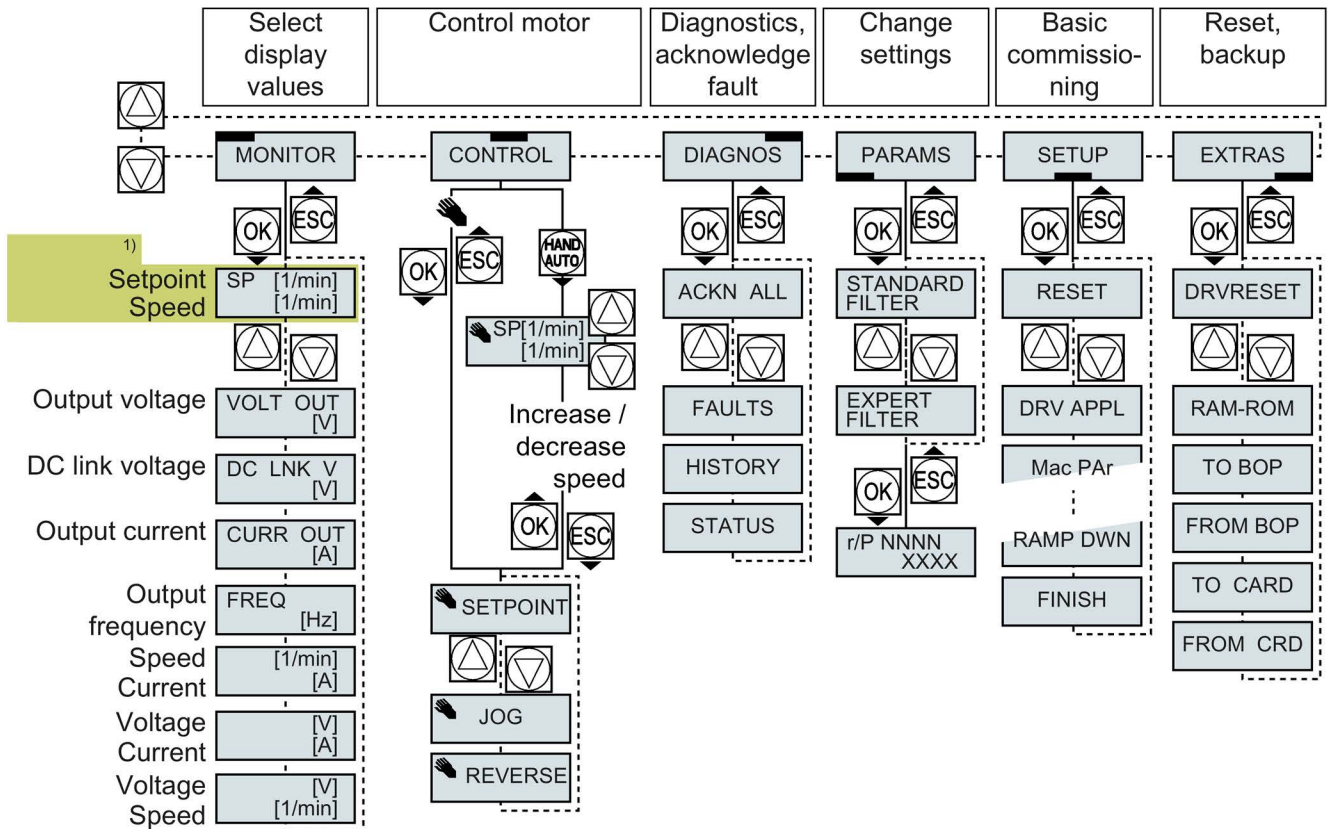 Select
display
values
Control motor
Diagnostics,
acknowledge
fault
Change
settings
Basic
commissio-
ning
Reset,
backup
MONITOR
CONTROL
DIAGNOS
PARAMS
SETUP
EXTRAS
OK
ESC
OK
ESC
HAND
AUTO
OK
ESC
OK
ESC
OK
ESC
OK
ESC
1)
Setpoint
Speed
SP [1/min]
[1/min]
SP[1/min]
[1/min]
Increase /
decrease
speed
OK
ESC
ACKN ALL
FAULTS
HISTORY
STATUS
STANDARD
FILTER
EXPERT
FILTER
OK
ESC
r/P NNNN
XXXX
RESET
DRV APPL
Mac PAr
RAMP DWN
FINISH
DRVRESET
RAM-ROM
TO BOP
FROM BOP
TO CARD
FROM CRD
Output voltage
VOLT OUT
[V]
DC link voltage
DC LNK V
[V]
Output current
CURR OUT
[A]
Output
frequency
FREQ
[Hz]
Speed
Current
[1/min]
[A]
Voltage
Current
[V]
[A]
Voltage
Speed
[V]
[1/min]
SETPOINT
JOG
REVERSE